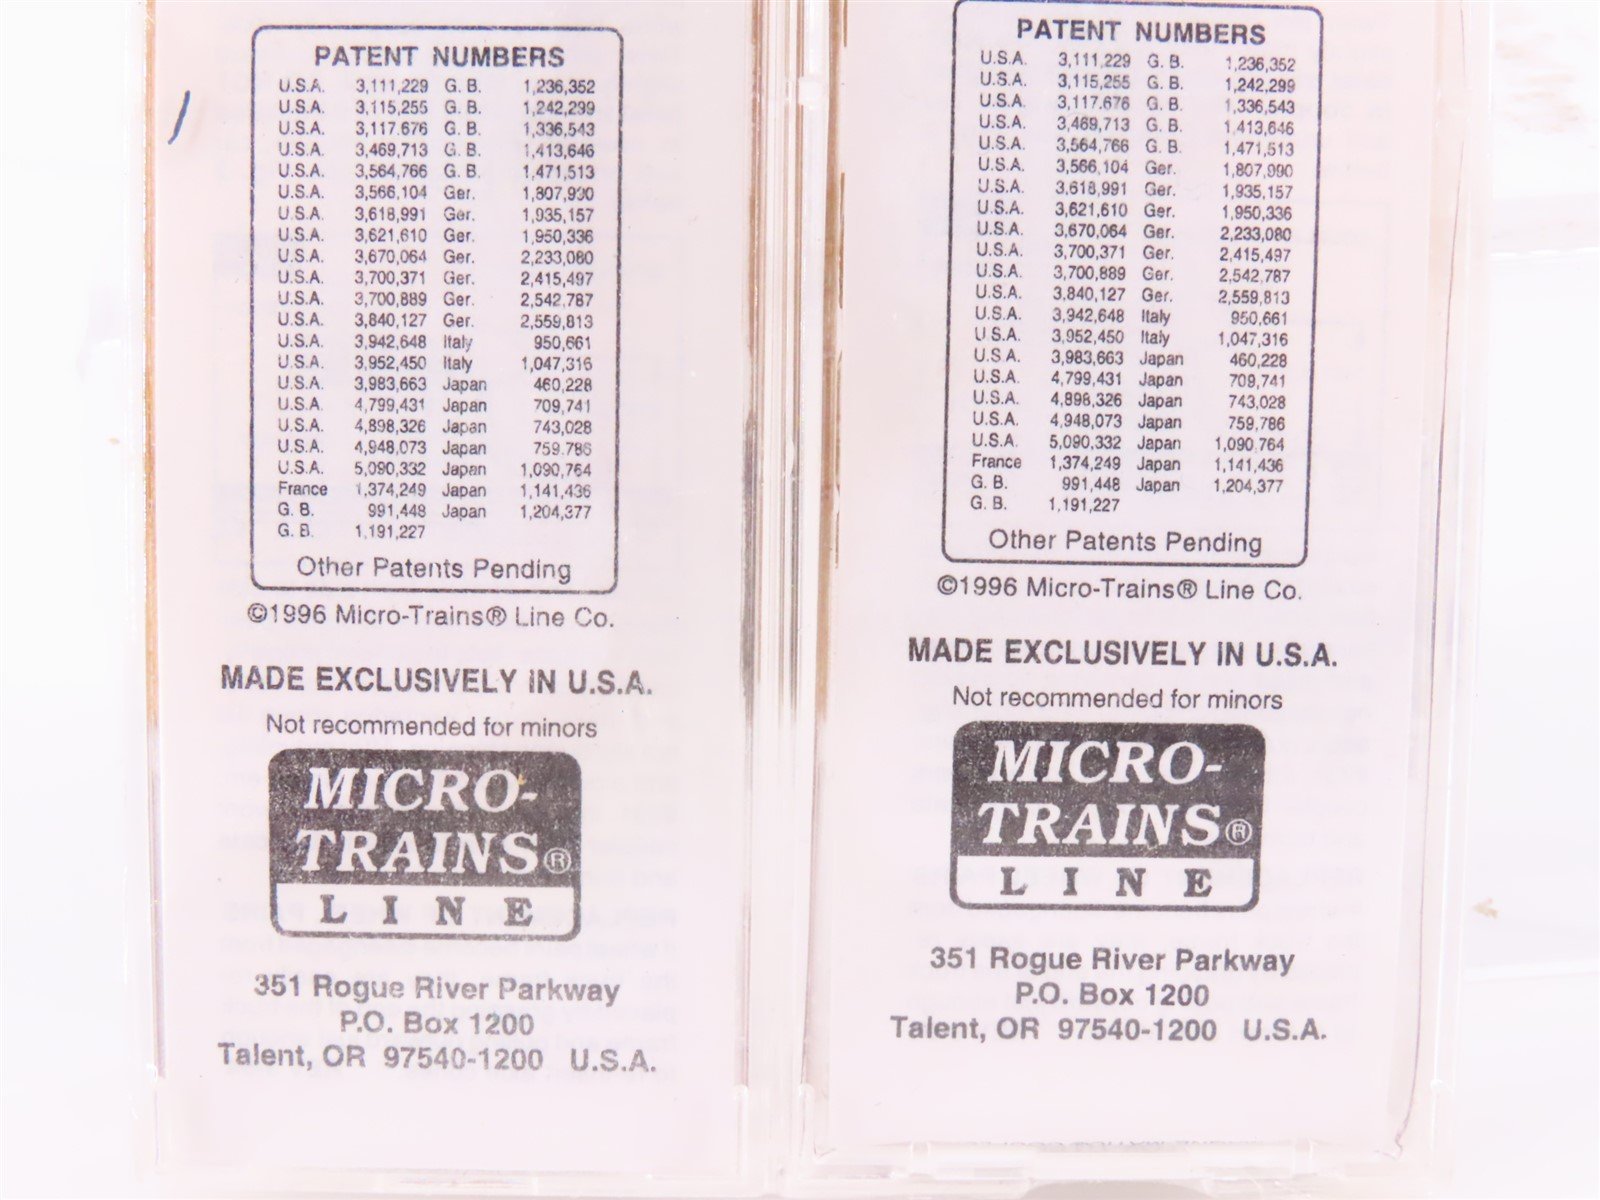 PATENT NUMBERS
U.S.A. 3,111,229 G. B. 1,236,352
U.S.A. 3,115,255 G. B. 1,242,299
U.S.A. 3,117.676 G. B. 1,336,543
U.S.A. 3,469,713 G. B. 1,413,646
U.S.A. 3,564,766 G. B. 1,471,513
U.S.A. 3,566,104 Ger. 1,807,990
U.S.A. 3,618,991 Ger. 1,935,157
U.S.A. 3,621,610 Ger. 1,950,336
U.S.A. 3,670,064 Ger. 2,233,080
U.S.A. 3,700,371 Ger. 2,415,497
U.S.A. 3,700,889 Ger. 2,542,787
U.S.A. 3,840,127 Ger. 2,559,813
U.S.A. 3,942,648 Italy 950,661
U.S.A. 3,952,450 Italy 1,047,316
U.S.A. 3,983,663 Japan 460,228
U.S.A. 4,799,431 Japan 709,741
U.S.A. 4,898,326 Japan 743,028
U.S.A. 4,948,073 Japan 759.786
U.S.A. 5,090,332 Japan 1,090,764
France 1,374,249 Japan 1,141,436
G. B. 991,448 Japan 1,204,377
G. B. 1,191,227
Other Patents Pending
©1996 Micro-Trains® Line Co.
MADE EXCLUSIVELY IN U.S.A.
Not recommended for minors
MICRO-
TRAINS®
LINE
351 Rogue River Parkway
P.O. Box 1200
Talent, OR 97540-1200 U.S.A.
PATENT NUMBERS
U.S.A. 3,111,229 G. B. 1,236,352
U.S.A. 3,115,255 G. B. 1,242,299
U.S.A. 3,117.676 G. B. 1,336,543
U.S.A. 3,469,713 G. B. 1,413,646
U.S.A. 3,564,766 G. B. 1,471,513
U.S.A. 3,566,104 Ger. 1,807,990
U.S.A. 3,618,991 Ger. 1,935,157
U.S.A. 3,621,610 Ger. 1,950,336
U.S.A. 3,670,064 Ger. 2,233,080
U.S.A. 3,700,371 Ger. 2,415,497
U.S.A. 3,700,889 Ger. 2,542,787
U.S.A. 3,840,127 Ger. 2,559,813
U.S.A. 3,942,648 Italy 950,661
U.S.A. 3,952,450 Italy 1,047,316
U.S.A. 3,983,663 Japan 460,228
U.S.A. 4,799,431 Japan 709,741
U.S.A. 4,898,326 Japan 743,028
U.S.A. 4,948,073 Japan 759,786
U.S.A. 5,090,332 Japan 1,090,764
France 1,374,249 Japan 1,141,436
G. B. 991,448 Japan 1,204,377
G. B. 1,191,227
Other Patents Pending
©1996 Micro-Trains® Line Co.
MADE EXCLUSIVELY IN U.S.A.
Not recommended for minors
MICRO-
TRAINS®
LINE
351 Rogue River Parkway
P.O. Box 1200
Talent, OR 97540-1200 U.S.A.